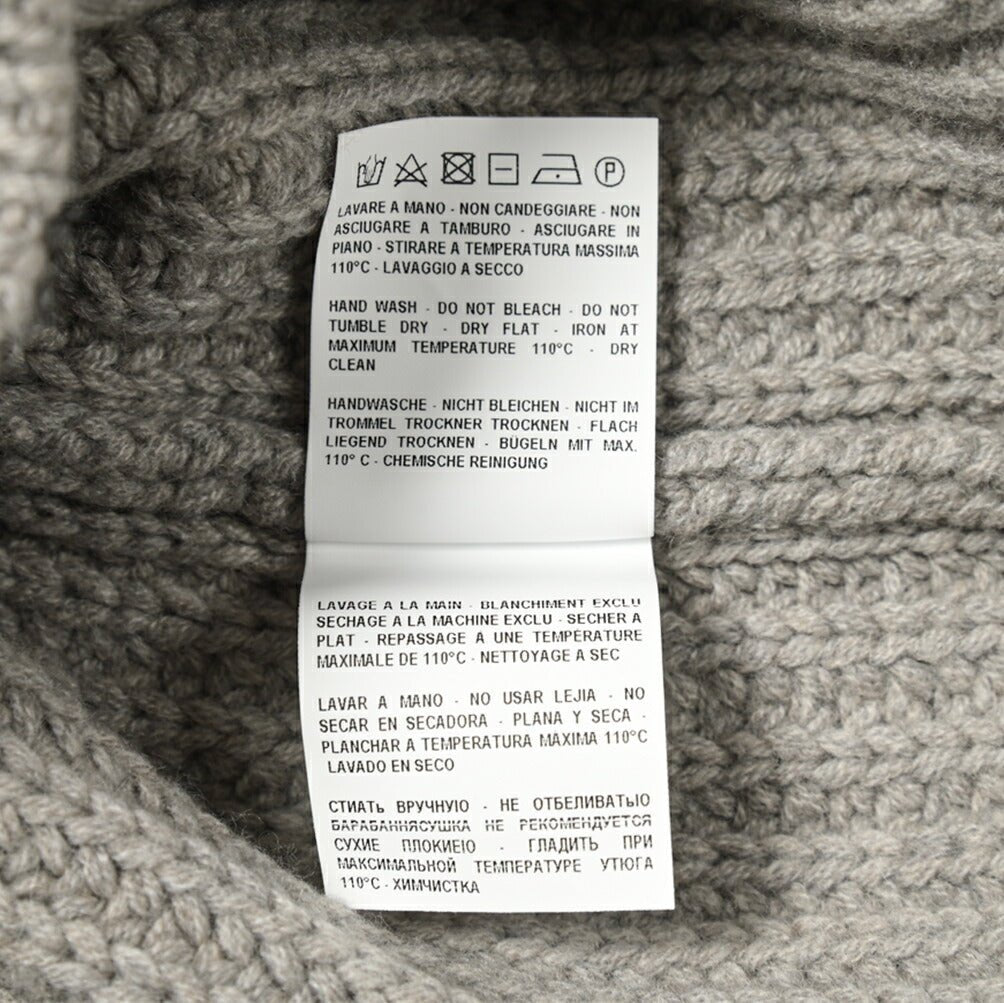 P
LAVARE A MANO - NON CANDEGGIARE - NON
ASCIUGARE A TAMBURO - ASCIUGARE IN
PIANO - STIRARE A TEMPERATURA MASSIMA
110°C - LAVAGGIO A SECCO
HAND WASH - DO NOT BLEACH - DO NOT
TUMBLE DRY - DRY FLAT - IRON AT
MAXIMUM TEMPERATURE 110°C - DRY
CLEAN
HANDWASCHE - NICHT BLEICHEN - NICHT IM
TROMMEL TROCKNER TROCKNEN - FLACH
LIEGEND TROCKNEN - BÜGELN MIT MAX.
110° C - CHEMISCHE REINIGUNG
LAVAGE A LA MAIN - BLANCHIMENT EXCLU
SECHAGE A LA MACHINE EXCLU - SECHER A
PLAT - REPASSAGE A UNE TEMPÉRATURE
MAXIMALE DE 110°C - NETTOYAGE A SEC
LAVAR A MANO - NO USAR LEJIA - NO
SECAR EN SECADORA - PLANA Y SECA -
PLANCHAR A TEMPERATURA MAXIMA 110°C
LAVADO EN SECO
СТИАТЬ ВРУЧНУЮ - НЕ ОТБЕЛИВАТЬЮ
БАРАБАННЯСУШКА НЕ РЕКОМЕНДУЕТСЯ
СУХИЕ ПЛОКИЕЮ - ГЛАДИТЬ ПРИ
МАКСИМАЛЬНОЙ ТЕМПЕРАТУРЕ УТЮГА
110°C - ХИМЧИСТКА